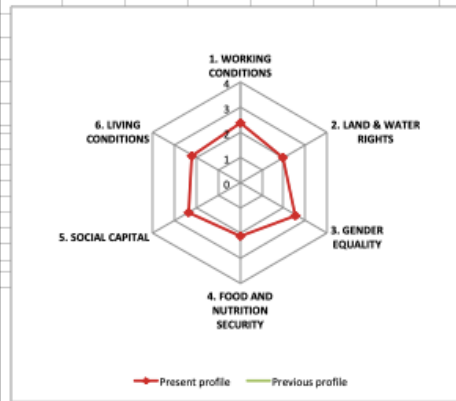 1. WORKING
CONDITIONS
4
3
2
1
0
2. LAND & WATER
RIGHTS
3. GENDER
EQUALITY
4. FOOD AND
NUTRITION
SECURITY
5. SOCIAL CAPITAL
6. LIVING
CONDITIONS
Present profile
Previous profile